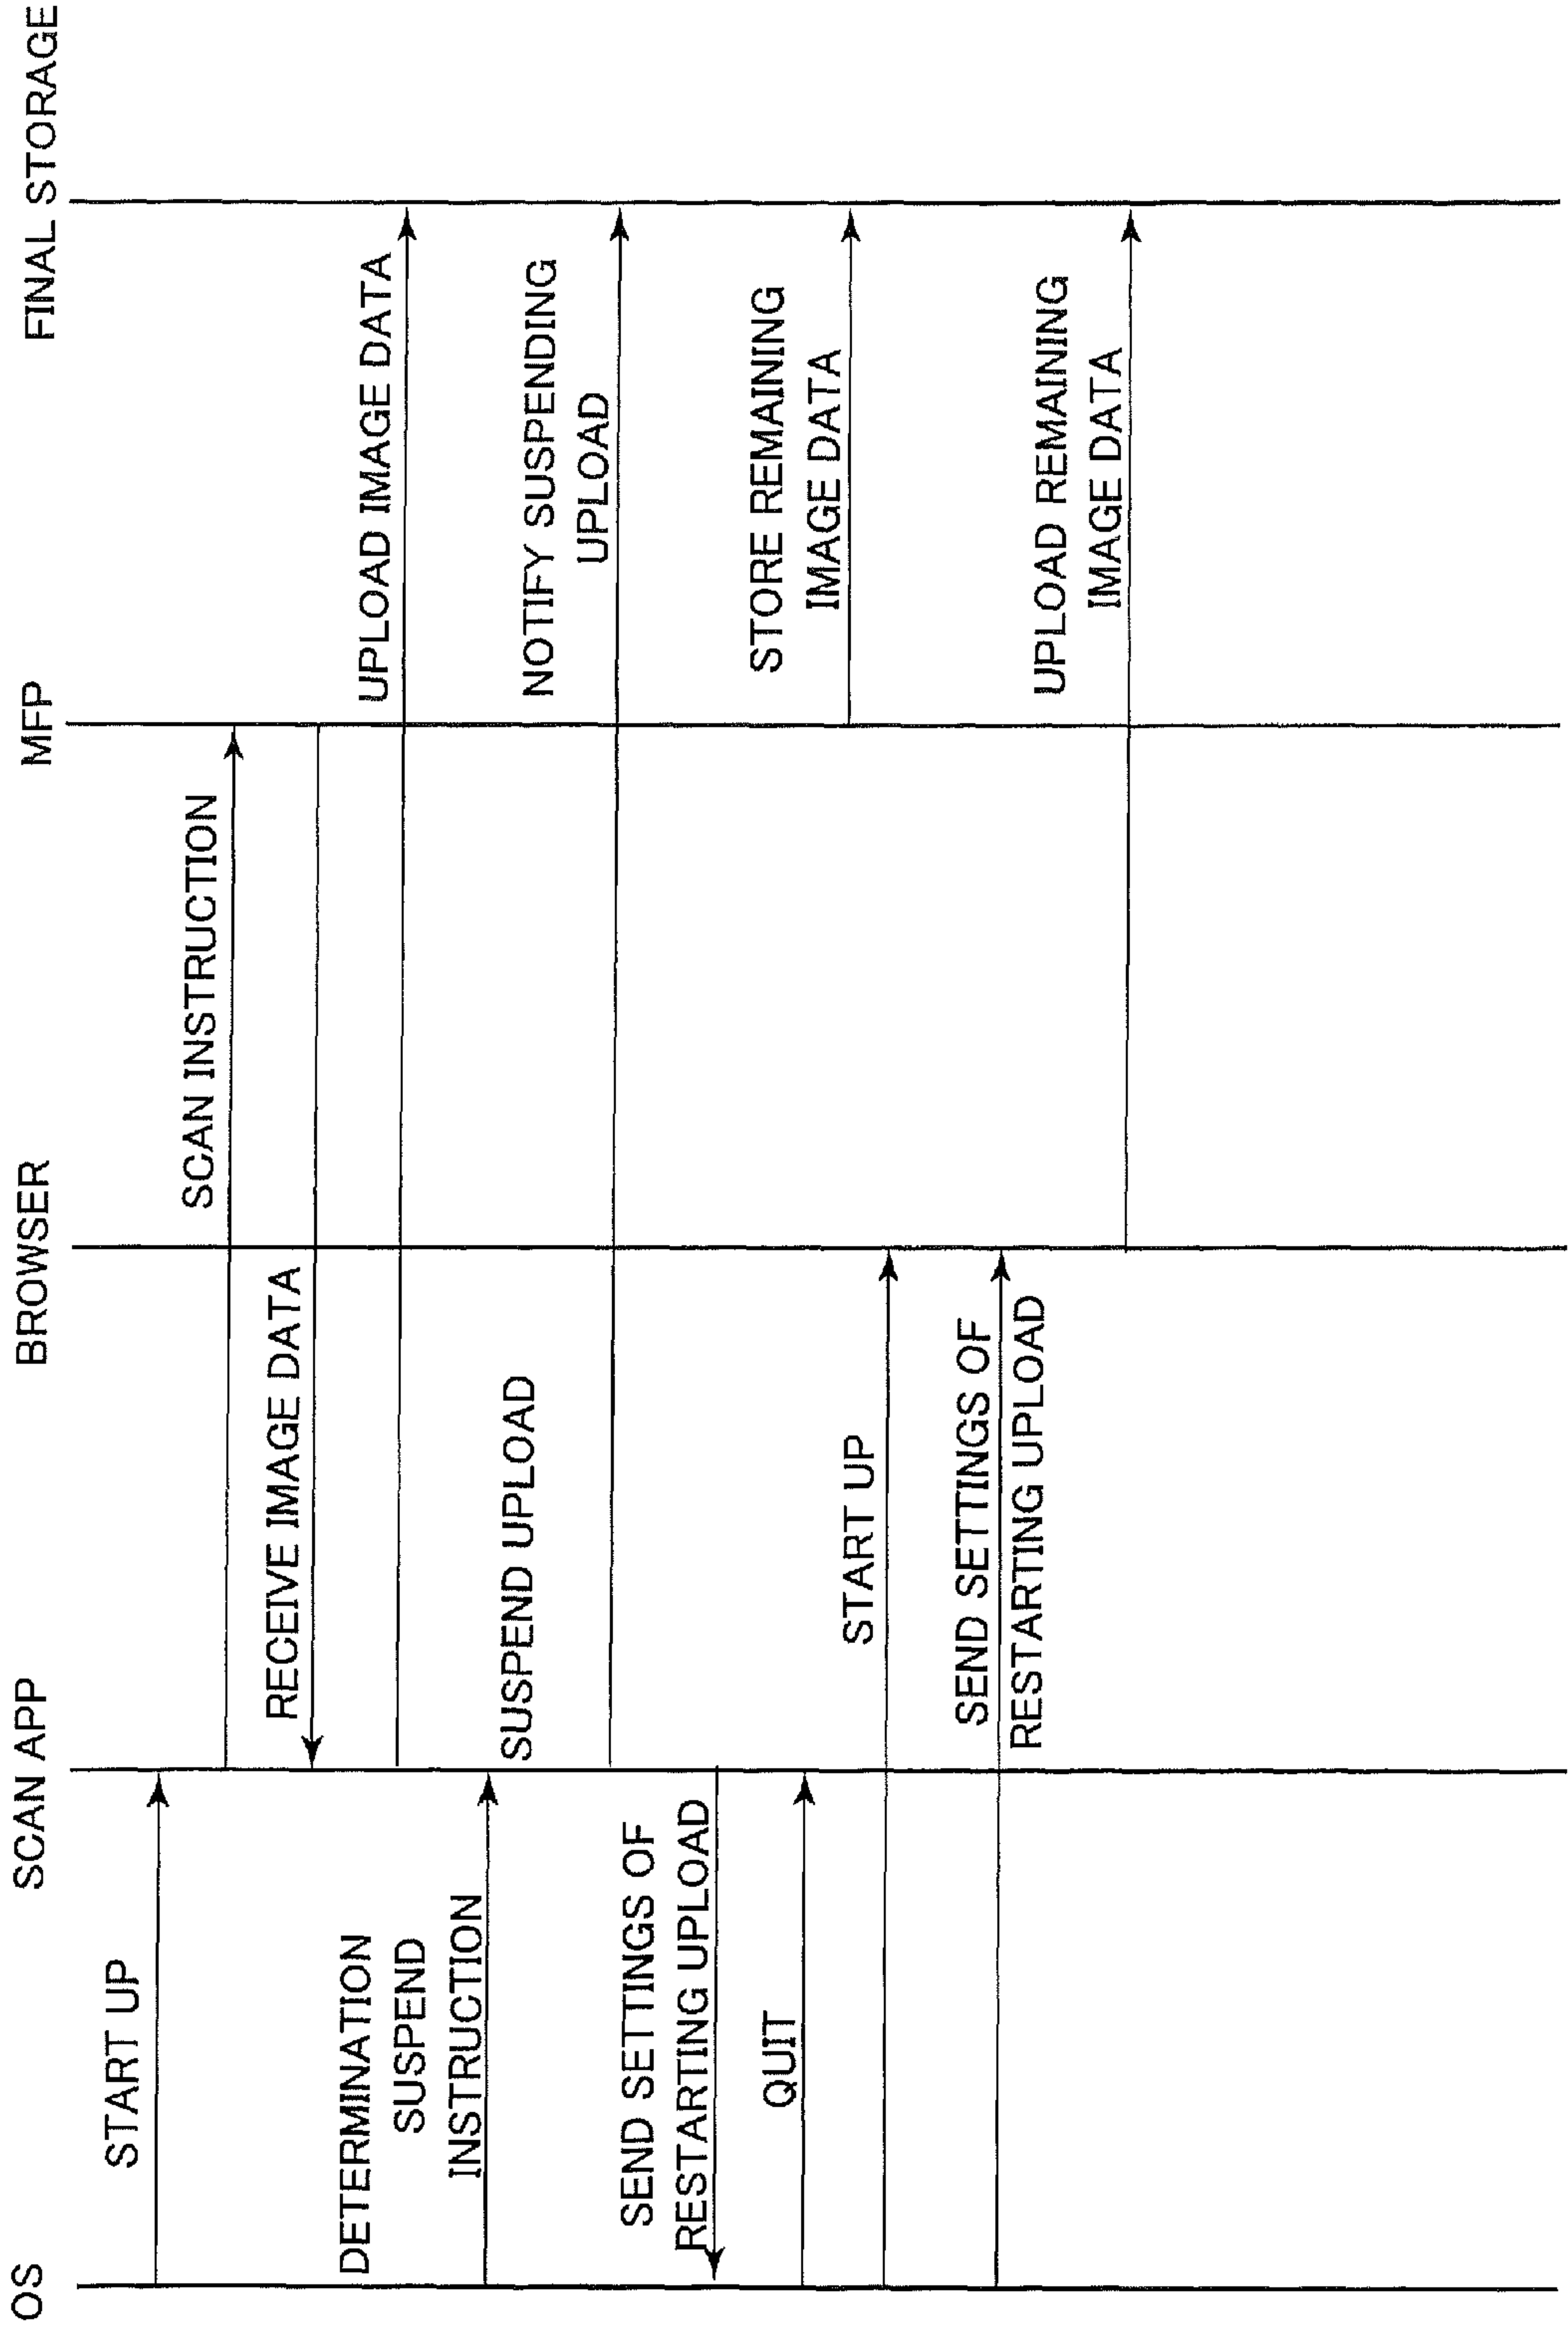 OS
SCAN APP
BROWSER
MFP
FINAL STORAGE
START UP
SCAN INSTRUCTION
RECEIVE IMAGE DATA
UPLOAD IMAGE DATA
DETERMINATION
SUSPEND
INSTRUCTION
SUSPEND UPLOAD
NOTIFY SUSPENDING
UPLOAD
SEND SETTINGS OF
RESTARTING UPLOAD
QUIT
STORE REMAINING
IMAGE DATA
START UP
SEND SETTINGS OF
RESTARTING UPLOAD
UPLOAD REMAINING
IMAGE DATA